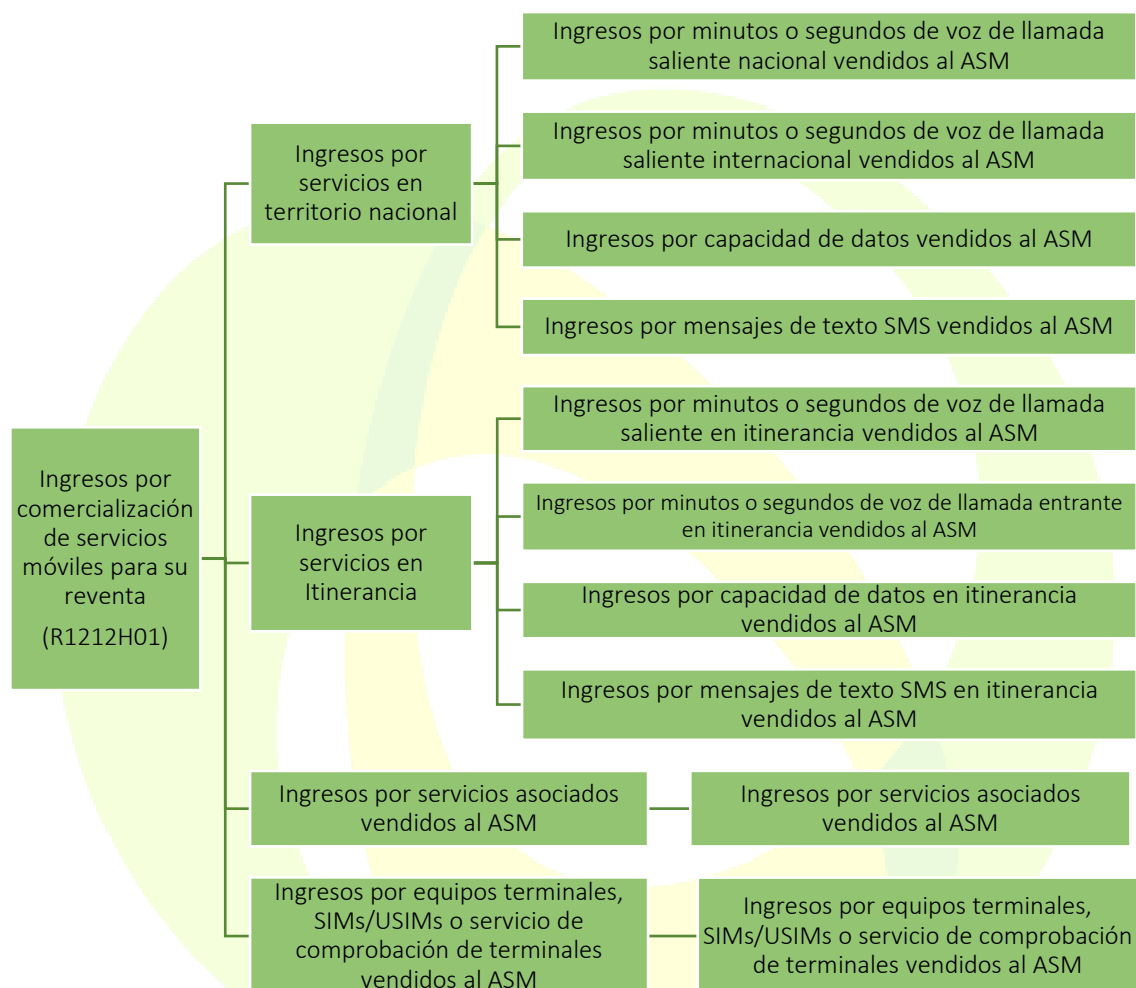 Ingresos por
comercialización
de servicios
móviles para su
reventa
(R1212H01)
Ingresos por
servicios en
territorio nacional
Ingresos por minutos o segundos de voz de llamada
saliente nacional vendidos al ASM
Ingresos por minutos o segundos de voz de llamada
saliente internacional vendidos al ASM
Ingresos por capacidad de datos vendidos al ASM
Ingresos por mensajes de texto SMS vendidos al ASM
Ingresos por
servicios en
Itinerancia
Ingresos por minutos o segundos de voz de llamada
saliente en itinerancia vendidos al ASM
Ingresos por minutos o segundos de voz de llamada entrante
en itinerancia vendidos al ASM
Ingresos por capacidad de datos en itinerancia
vendidos al ASM
Ingresos por mensajes de texto SMS en itinerancia
vendidos al ASM
Ingresos por servicios asociados
vendidos al ASM
Ingresos por servicios asociados
vendidos al ASM
Ingresos por equipos terminales,
SIMs/USIMs o servicio de
comprobación de terminales
vendidos al ASM
Ingresos por equipos terminales,
SIMs/USIMs o servicio de comprobación
de terminales vendidos al ASM